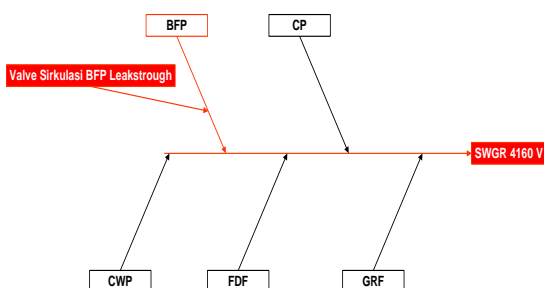 BFP
CP
Valve Sirkulasi BFP Leakstrough
SWGR 4160 V
CWP
FDF
GRF